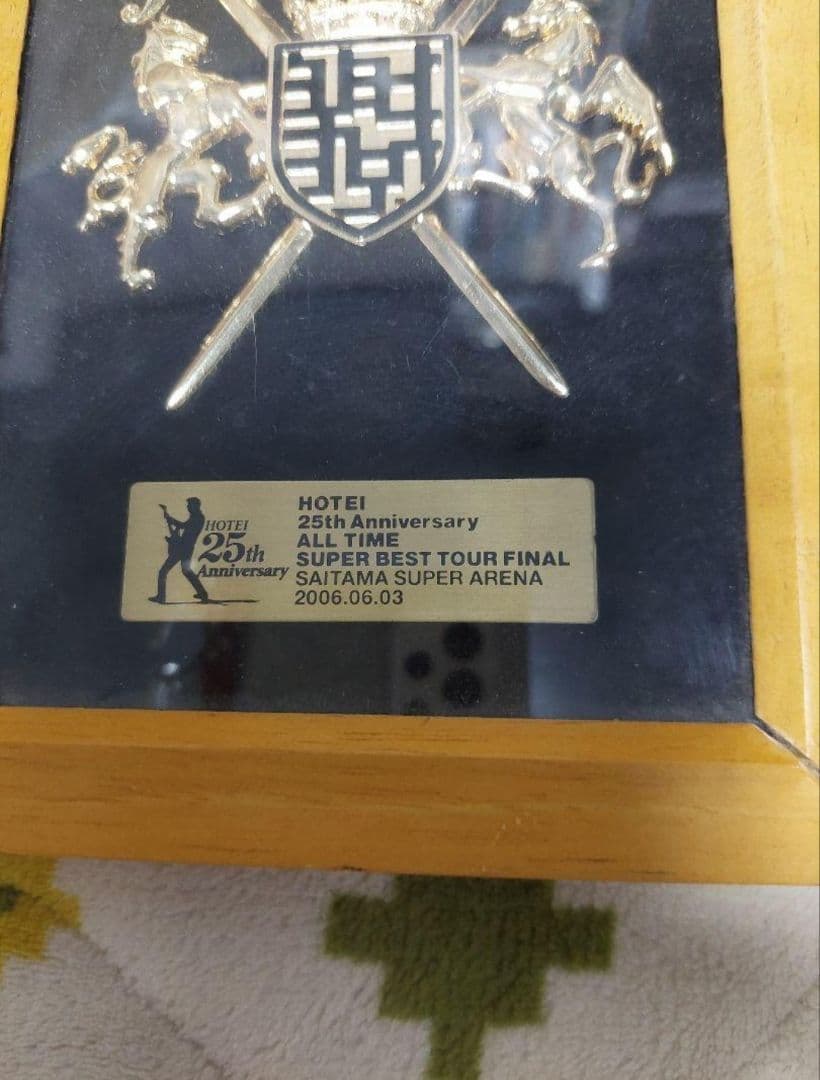 HOTEI
25th
Anniversary
HOTEI
25th Anniversary
ALL TIME
SUPER BEST TOUR FINAL
SAITAMA SUPER ARENA
2006.06.03